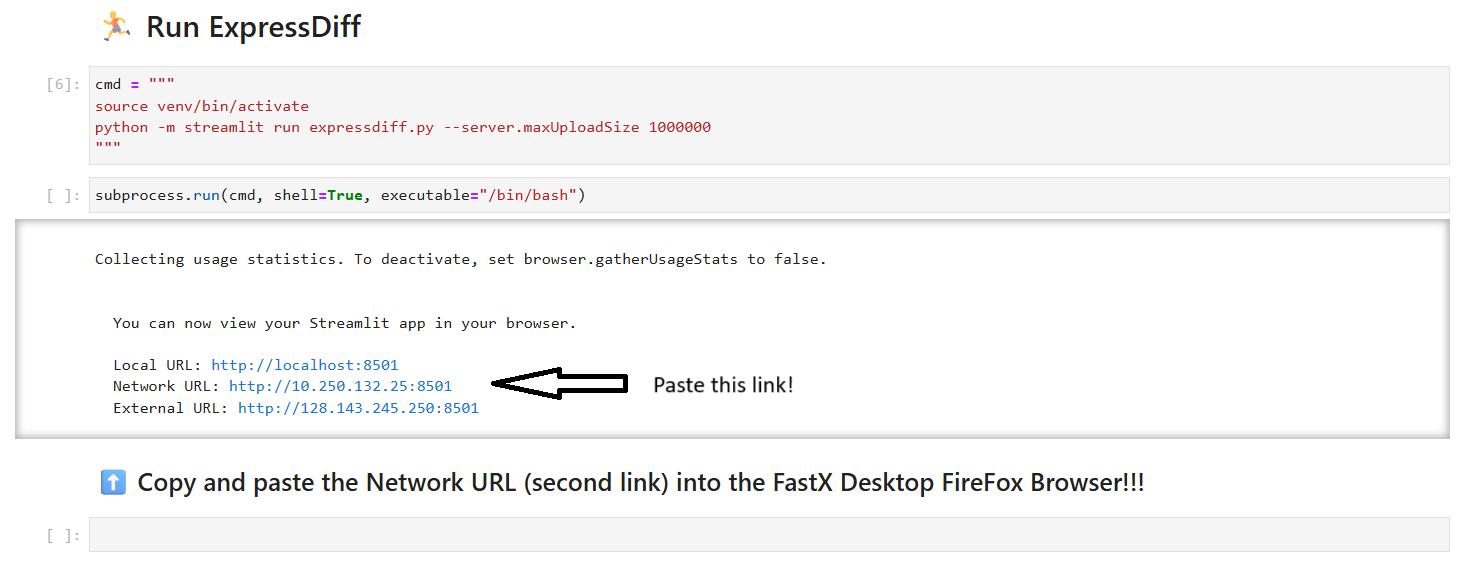 🏃 Run ExpressDiff
[6]: cmd = """
source venv/bin/activate
python -m streamlit run expressdiff.py --server.maxUploadSize 1000000
"""
[ ]: subprocess.run(cmd, shell=True, executable="/bin/bash")
Collecting usage statistics. To deactivate, set browser.gatherUsageStats to false.
You can now view your Streamlit app in your browser.
Local URL: http://localhost:8501
Network URL: http://10.250.132.25:8501 Paste this link!
External URL: http://128.143.245.250:8501
⬆️ Copy and paste the Network URL (second link) into the FastX Desktop FireFox Browser!!!
[ ]: